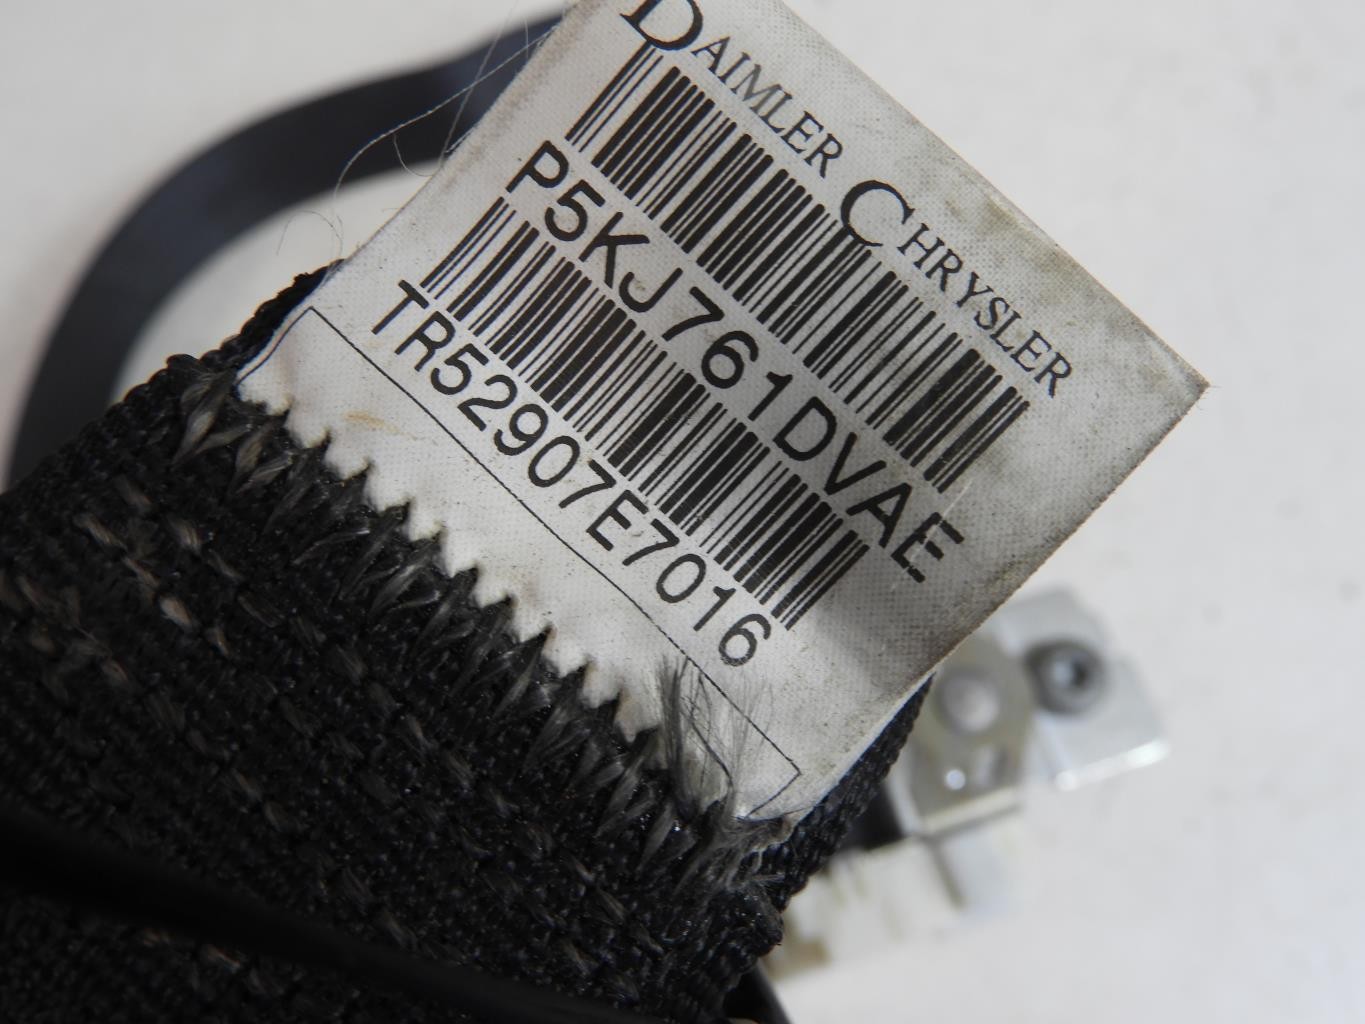 DAIMLER CHRYSLER
P5KJ761DVAE
TR52907E7016